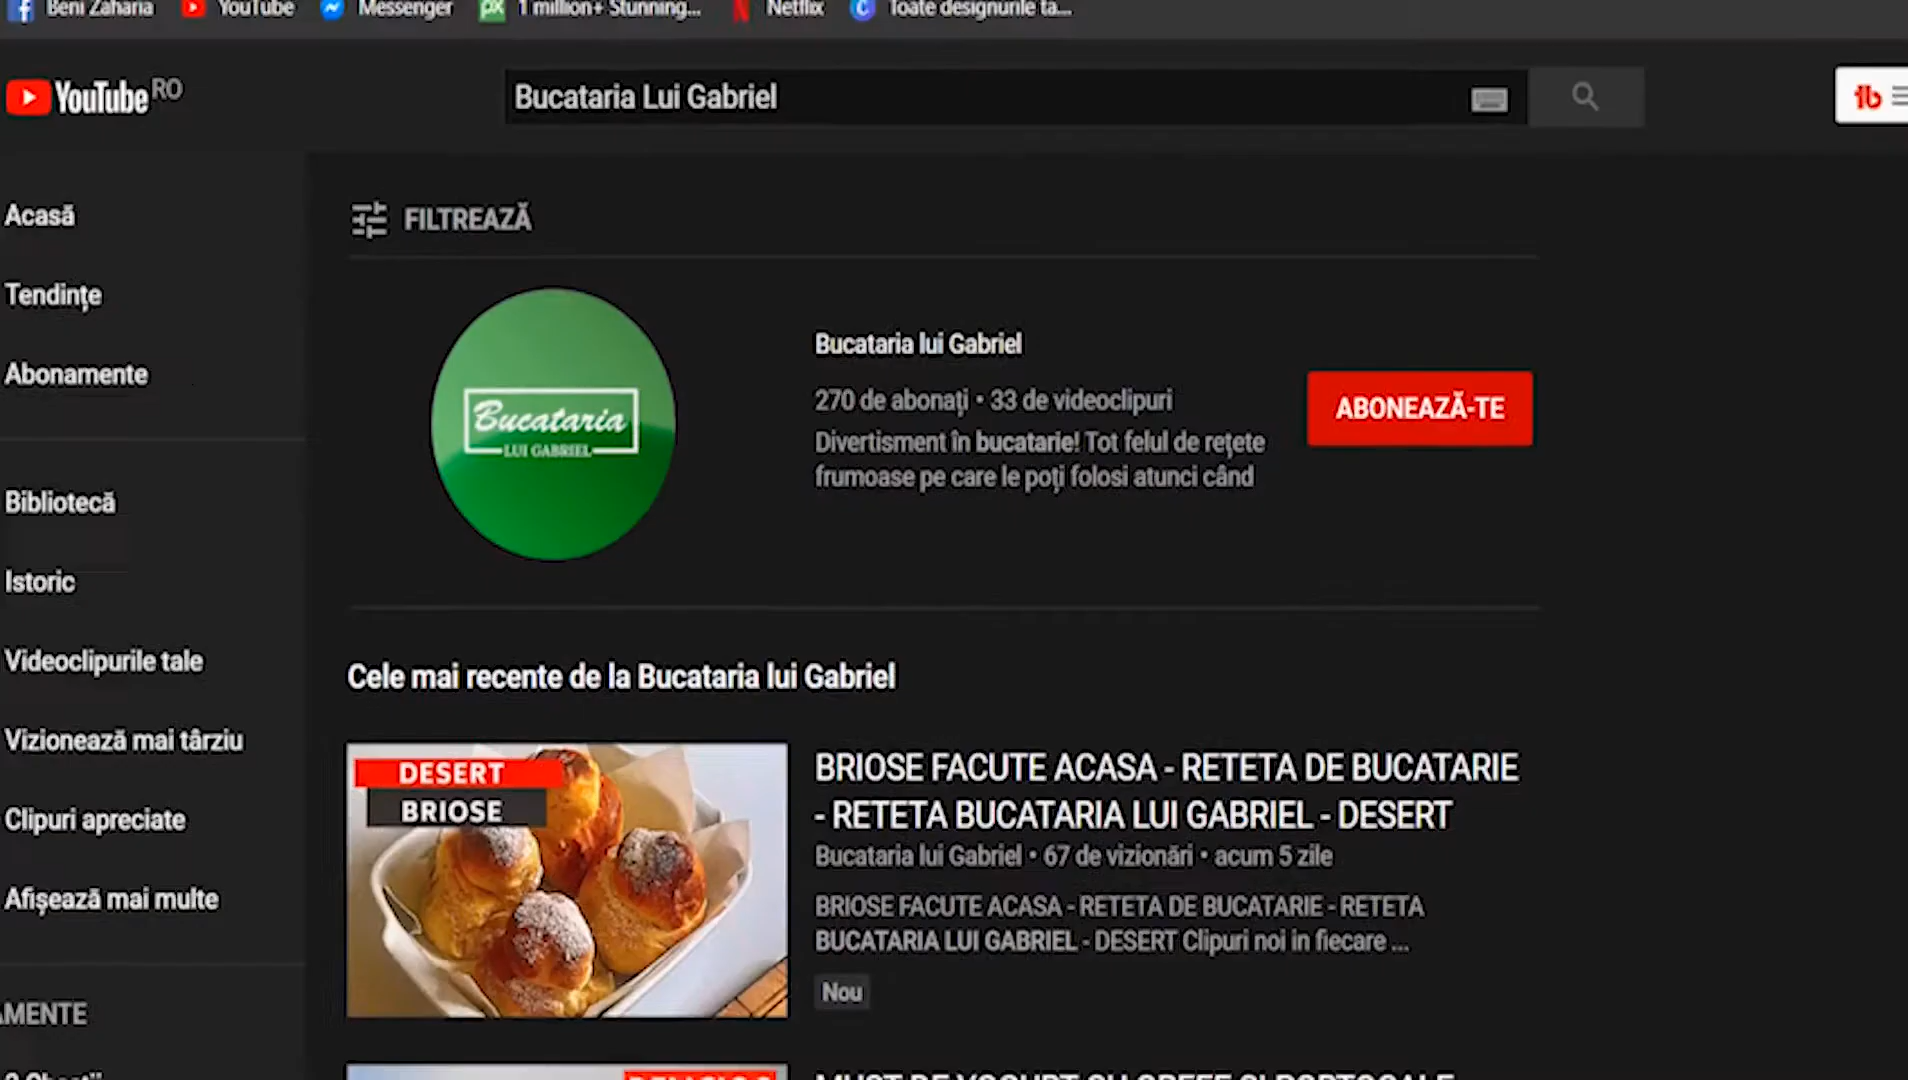 Beni Zaharia YouTube Messenger 1 million+ Stunning... Netflix Toate designurile ta...
YouTube RO
Bucataria Lui Gabriel
Acasă
Tendințe
Abonamente
Bibliotecă
Istoric
Videoclipurile tale
Vizionează mai târziu
Clipuri apreciate
Afișează mai multe
FILTREAZĂ
Bucataria
LUI GABRIEL
Bucataria lui Gabriel
270 de abonați • 33 de videoclipuri
Divertisment în bucatarie! Tot felul de rețete
frumoase pe care le poți folosi atunci când
ABONEAZĂ-TE
Cele mai recente de la Bucataria lui Gabriel
DESERT
BRIOSE
BRIOSE FACUTE ACASA - RETETA DE BUCATARIE
- RETETA BUCATARIA LUI GABRIEL - DESERT
Bucataria lui Gabriel • 67 de vizionări • acum 5 zile
BRIOSE FACUTE ACASA - RETETA DE BUCATARIE - RETETA
BUCATARIA LUI GABRIEL - DESERT Clipuri noi in fiecare ...
Nou